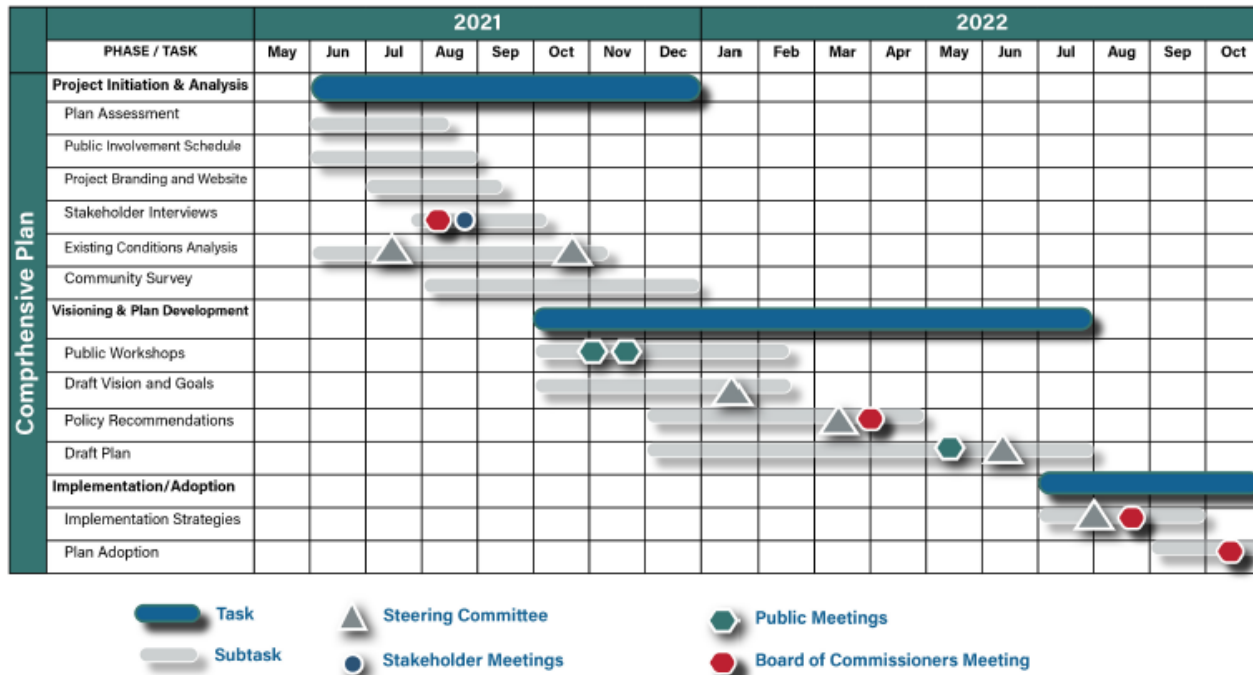 2021 2022
PHASE / TASK May Jun Jul Aug Sep Oct Nov Dec Jan Feb Mar Apr May Jun Jul Aug Sep Oct
Comprhensive Plan
Project Initiation & Analysis
Plan Assessment
Public Involvement Schedule
Project Branding and Website
Stakeholder Interviews
Existing Conditions Analysis
Community Survey
Visioning & Plan Development
Public Workshops
Draft Vision and Goals
Policy Recommendations
Draft Plan
Implementation/Adoption
Implementation Strategies
Plan Adoption
Task Steering Committee Public Meetings
Subtask Stakeholder Meetings Board of Commissioners Meeting